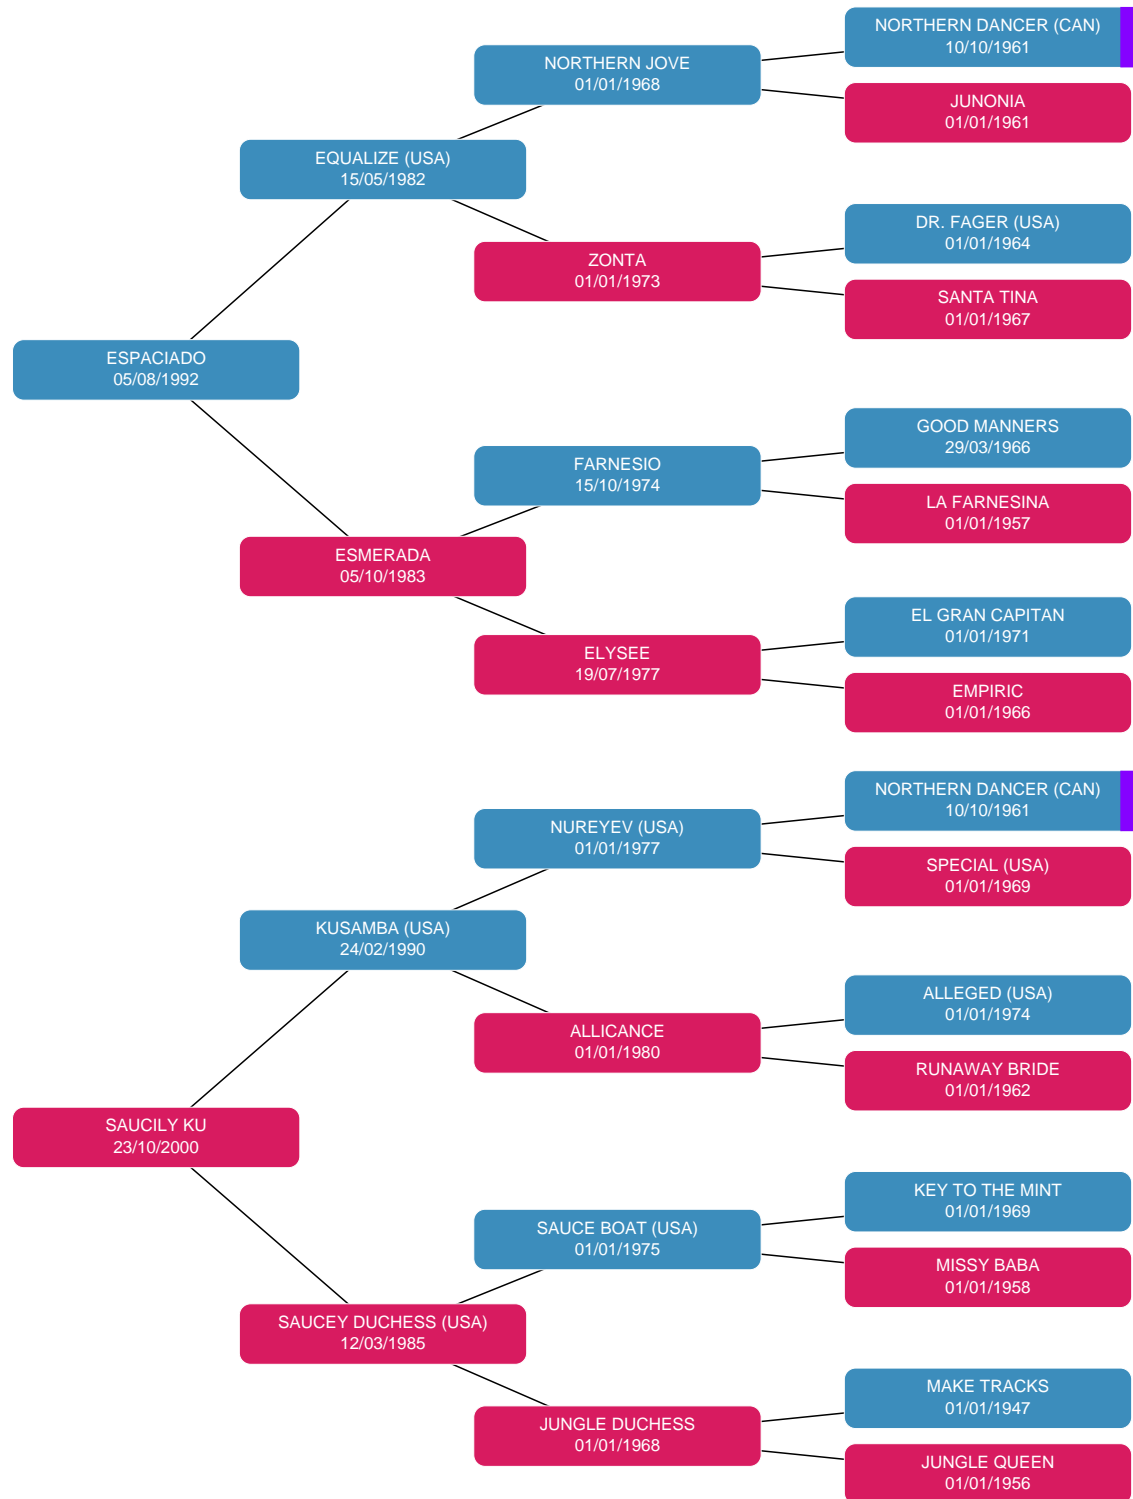 NORTHERN DANCER (CAN)
10/10/1961
NORTHERN JOVE
01/01/1968
JUNONIA
01/01/1961
EQUALIZE (USA)
15/05/1982
DR. FAGER (USA)
01/01/1964
ZONTA
01/01/1973
SANTA TINA
01/01/1967
ESPACIADO
05/08/1992
GOOD MANNERS
29/03/1966
FARNESIO
15/10/1974
LA FARNESINA
01/01/1957
ESMERADA
05/10/1983
EL GRAN CAPITAN
01/01/1971
ELYSEE
19/07/1977
EMPIRIC
01/01/1966
NORTHERN DANCER (CAN)
10/10/1961
NUREYEV (USA)
01/01/1977
SPECIAL (USA)
01/01/1969
KUSAMBA (USA)
24/02/1990
ALLEGED (USA)
01/01/1974
ALLICANCE
01/01/1980
RUNAWAY BRIDE
01/01/1962
SAUCILY KU
23/10/2000
KEY TO THE MINT
01/01/1969
SAUCE BOAT (USA)
01/01/1975
MISSY BABA
01/01/1958
SAUCEY DUCHESS (USA)
12/03/1985
MAKE TRACKS
01/01/1947
JUNGLE DUCHESS
01/01/1968
JUNGLE QUEEN
01/01/1956